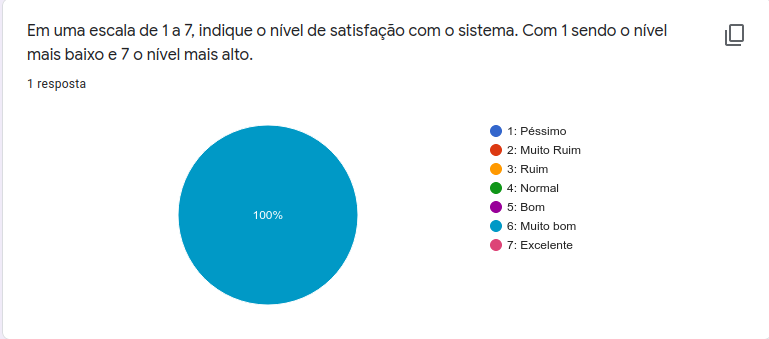 Em uma escala de 1 a 7, indique o nível de satisfação com o sistema. Com 1 sendo o nível
mais baixo e 7 o nível mais alto.
1 resposta
100%
1: Péssimo
2: Muito Ruim
3: Ruim
4: Normal
5: Bom
6: Muito bom
7: Excelente